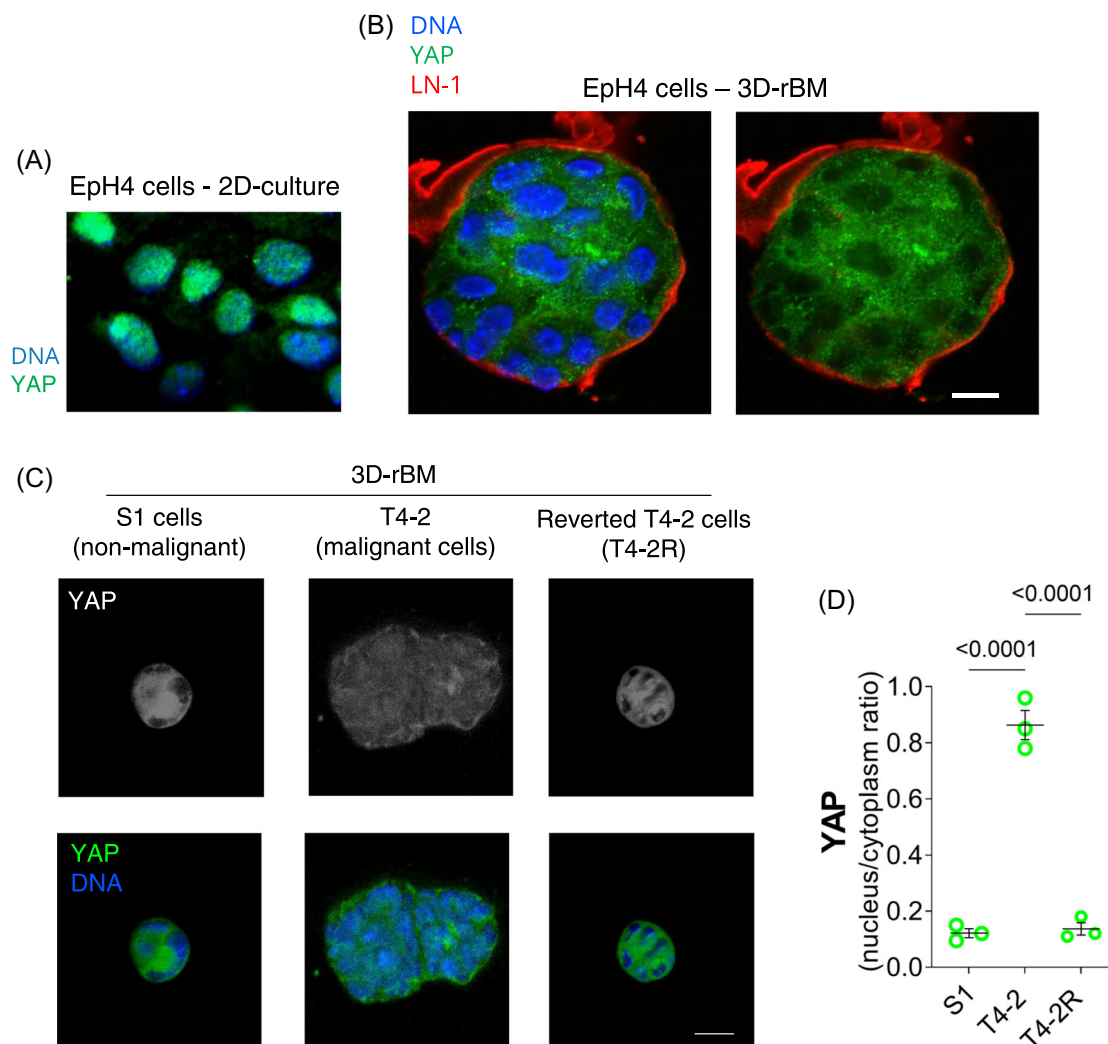 (A)
EpH4 cells - 2D-culture
DNA
YAP
(B)
DNA
YAP
LN-1
EpH4 cells – 3D-rBM
(C)
3D-rBM
S1 cells
(non-malignant)
T4-2
(malignant cells)
Reverted T4-2 cells
(T4-2R)
YAP
YAP
DNA
(D)
<0.0001
<0.0001
YAP
(nucleus/cytoplasm ratio)
1.0
0.8
0.6
0.4
0.2
0.0
S1
T4-2
T4-2R